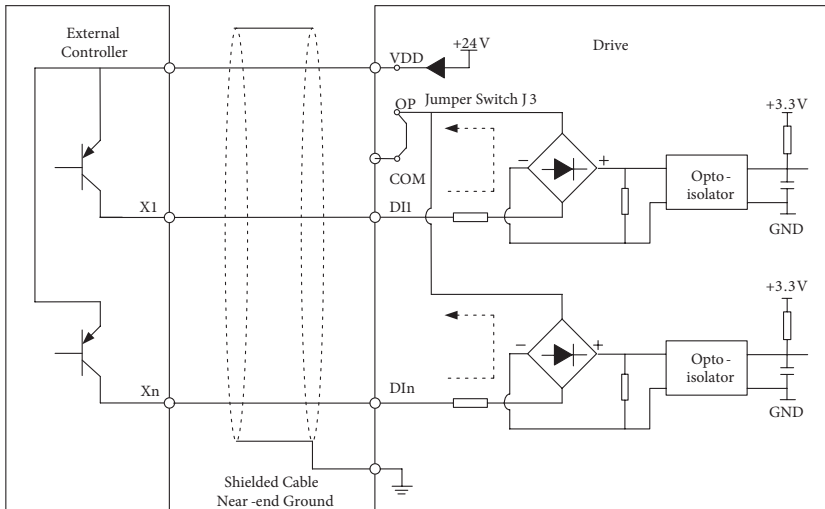 External
Controller
+24 V
VDD
Drive
OP
Jumper Switch J 3
COM
+3.3 V
−
+
Opto -
isolator
GND
X1
DI1
+3.3 V
−
+
Opto -
isolator
GND
Xn
DIn
Shielded Cable
Near -end Ground